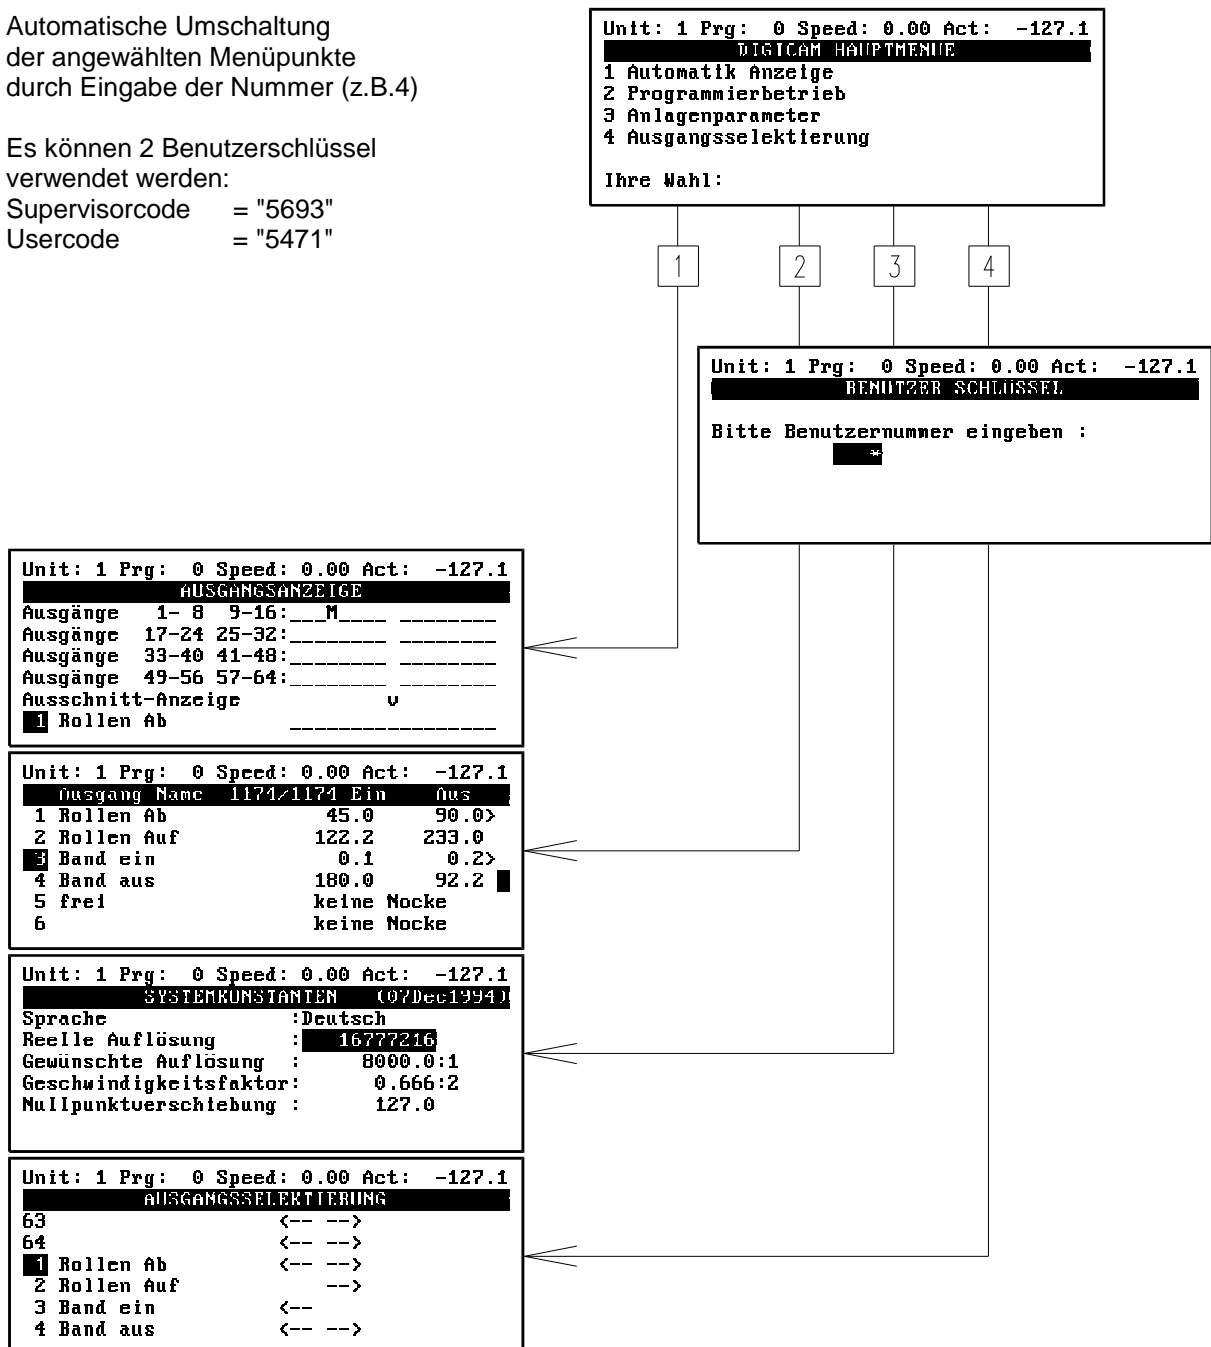 Automatische Umschaltung
der angewählten Menüpunkte
durch Eingabe der Nummer (z.B.4)
Es können 2 Benutzerschlüssel
verwendet werden:
Supervisorcode = "5693"
Usercode = "5471"
Unit: 1 Prg: 0 Speed: 0.00 Act: -127.1
DIGICAM HAUPTMENUE
1 Automatik Anzeige
2 Programmierbetrieb
3 Anlagenparameter
4 Ausgangsselektierung
Ihre Wahl:
1 2 3 4
Unit: 1 Prg: 0 Speed: 0.00 Act: -127.1
BENUTZER SCHLÜSSEL
Bitte Benutzernummer eingeben :
*
Unit: 1 Prg: 0 Speed: 0.00 Act: -127.1
AUSGANGSANZEIGE
Ausgänge 1- 8 9-16:___M____ ________
Ausgänge 17-24 25-32:________ ________
Ausgänge 33-40 41-48:________ ________
Ausgänge 49-56 57-64:________ ________
Ausschnitt-Anzeige v
1 Rollen Ab _________________
Unit: 1 Prg: 0 Speed: 0.00 Act: -127.1
Ausgang Name 1174/1174 Ein Aus
1 Rollen Ab 45.0 90.0>
2 Rollen Auf 122.2 233.0
3 Band ein 0.1 0.2>
4 Band aus 180.0 92.2
5 frei keine Nocke
6 keine Nocke
Unit: 1 Prg: 0 Speed: 0.00 Act: -127.1
SYSTEMKONSTANTEN (07Dec1994)
Sprache :Deutsch
Reelle Auflösung : 16777216
Gewünschte Auflösung : 8000.0:1
Geschwindigkeitsfaktor: 0.666:2
Nullpunktverschiebung : 127.0
Unit: 1 Prg: 0 Speed: 0.00 Act: -127.1
AUSGANGSSELEKTIERUNG
63 <-- -->
64 <-- -->
1 Rollen Ab <-- -->
2 Rollen Auf -->
3 Band ein <--
4 Band aus <-- -->